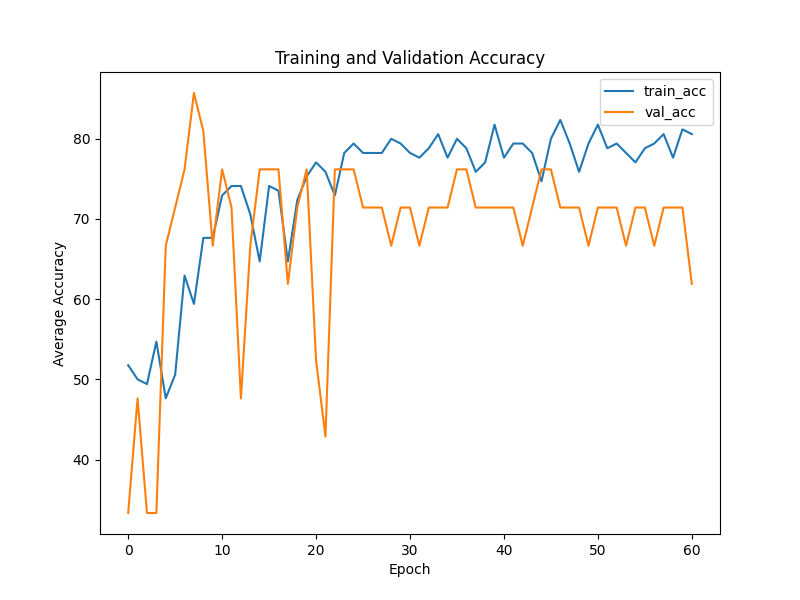 Training and Validation Accuracy
train_acc
val_acc
80
70
60
50
40
Average Accuracy
0 10 20 30 40 50 60
Epoch